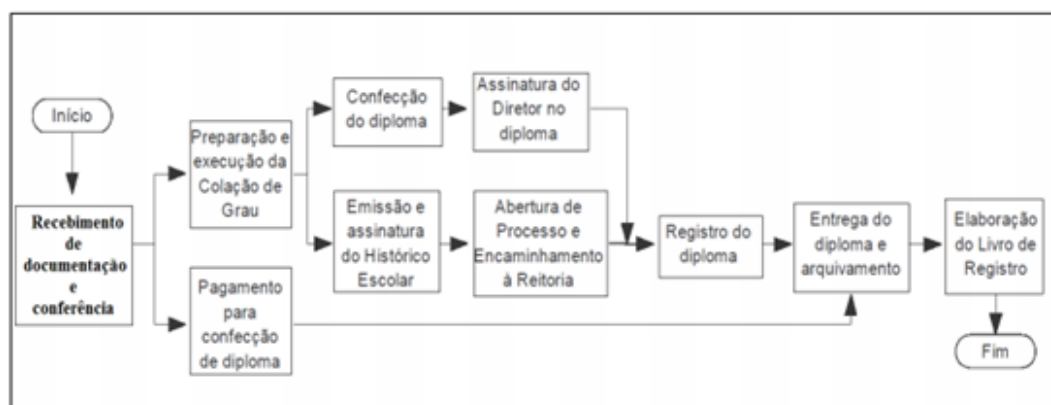 Início
Recebimento
de
documentação
e
conferência
Preparação e
execução da
Colação de
Grau
Pagamento
para
confecção
de diploma
Confecção
do diploma
Assinatura do
Diretor no
diploma
Emissão e
assinatura
do Histórico
Escolar
Abertura de
Processo e
Encaminhamento
à Reitoria
Registro do
diploma
Entrega do
diploma e
arquivamento
Elaboração
do Livro de
Registro
Fim